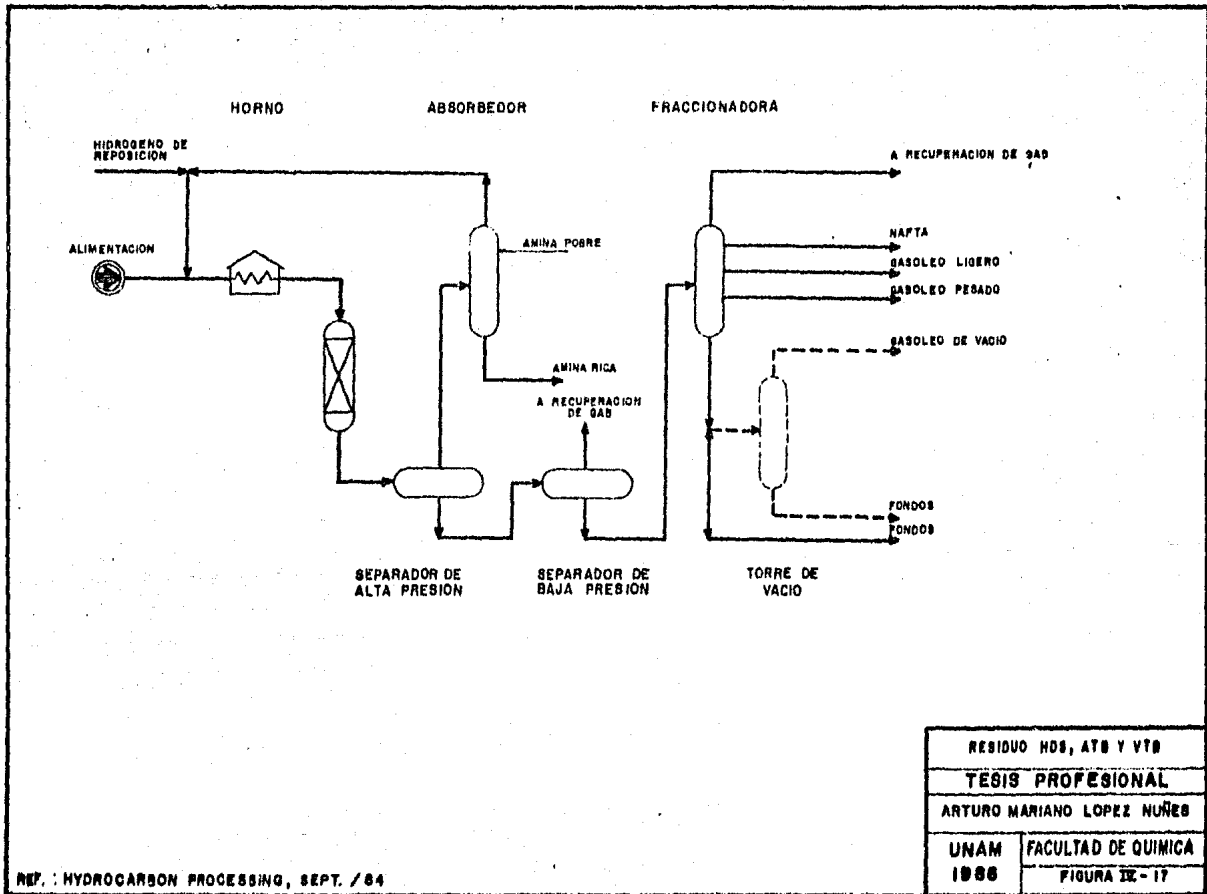 HORNO
ABSORBEDOR
FRACCIONADORA
HIDROGENO DE
REPOSICION
A RECUPERACION DE GAS
ALIMENTACION
AMINA POBRE
NAFTA
GASOLEO LIGERO
GASOLEO PESADO
GASOLEO DE VACIO
AMINA RICA
A RECUPERACION
DE GAS
FONDOS
FONDOS
SEPARADOR DE
ALTA PRESION
SEPARADOR DE
BAJA PRESION
TORRE DE
VACIO
RESIDUO HDS, ATB Y VTB
TESIS PROFESIONAL
ARTURO MARIANO LOPEZ NUÑES
UNAM
1986
FACULTAD DE QUIMICA
FIGURA IV-17
REF. : HYDROCARBON PROCESSING, SEPT. / 84